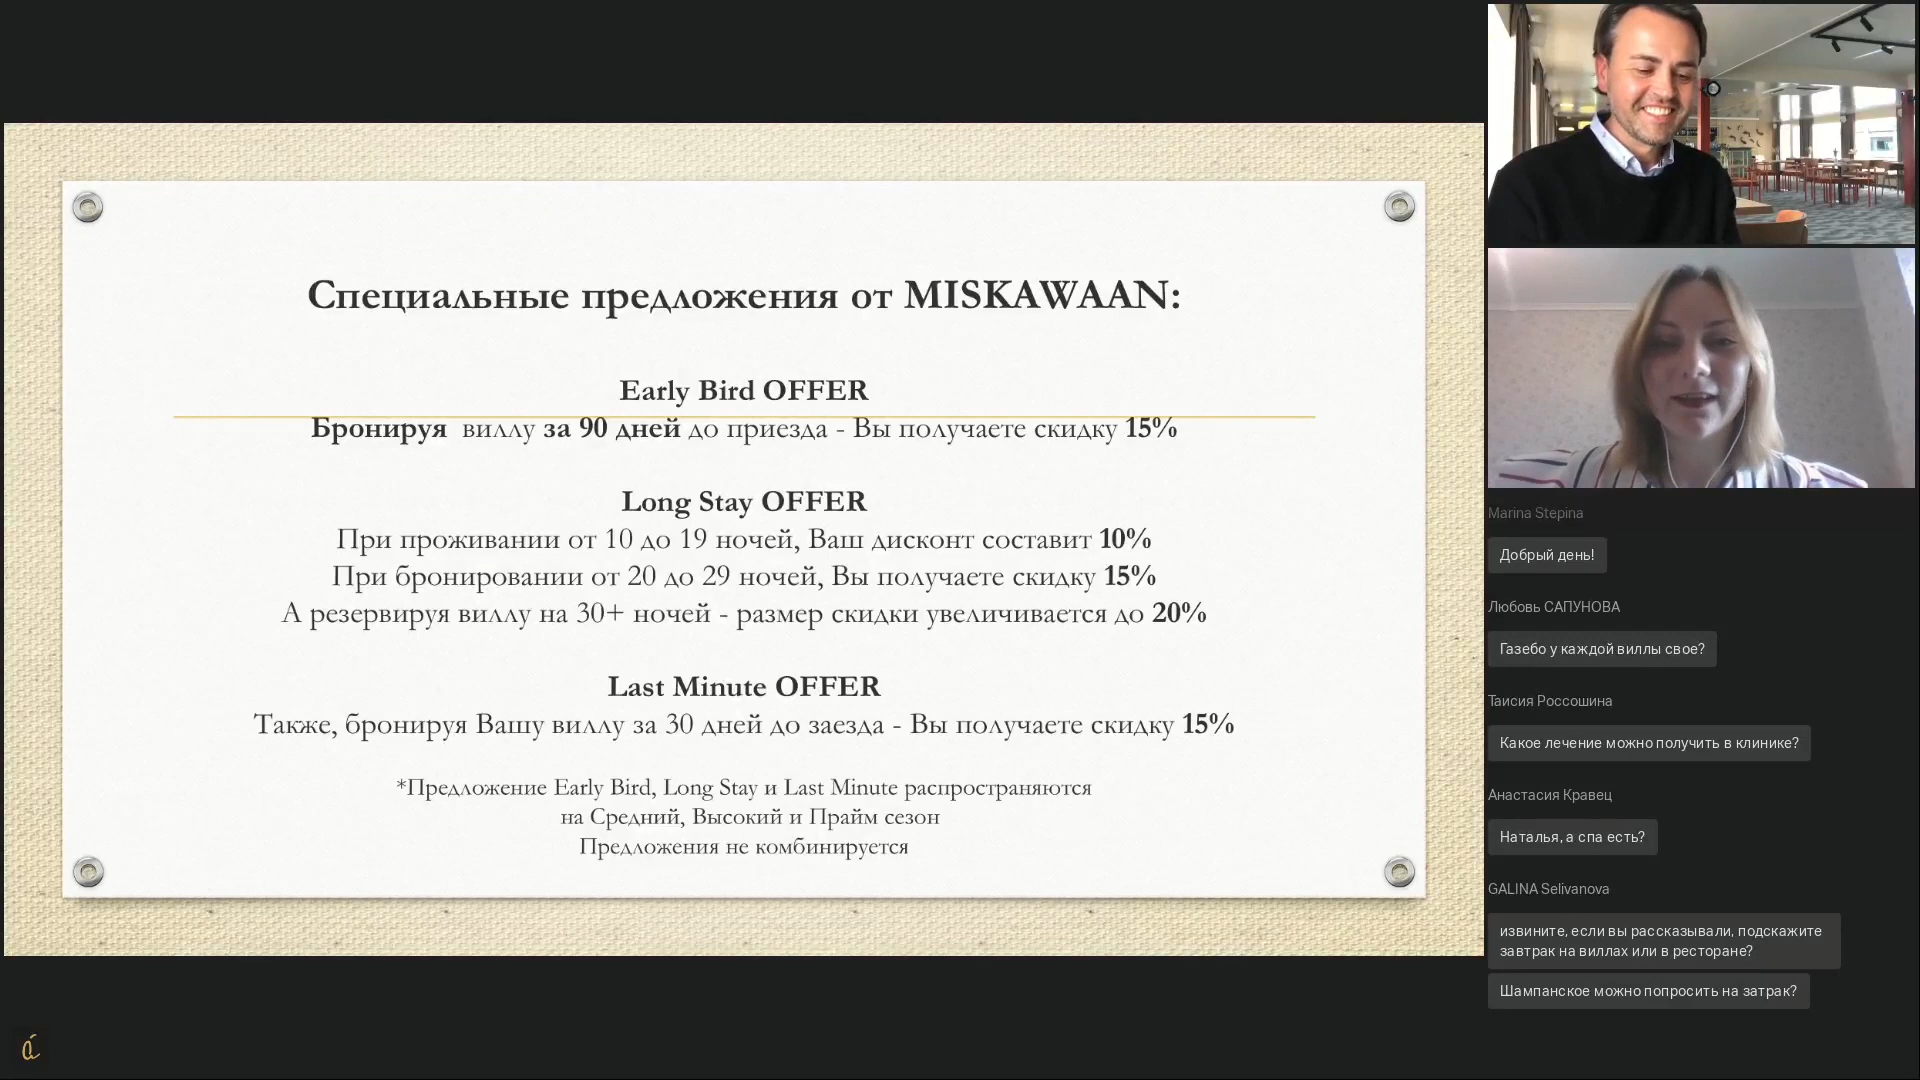 Специальные предложения от MISKAWAAN:
Early Bird OFFER
Бронируя виллу за 90 дней до приезда - Вы получаете скидку 15%
Long Stay OFFER
При проживании от 10 до 19 ночей, Ваш дисконт составит 10%
При бронировании от 20 до 29 ночей, Вы получаете скидку 15%
А резервируя виллу на 30+ ночей - размер скидки увеличивается до 20%
Last Minute OFFER
Также, бронируя Вашу виллу за 30 дней до заезда - Вы получаете скидку 15%
*Предложение Early Bird, Long Stay и Last Minute распространяются
на Средний, Высокий и Прайм сезон
Предложения не комбинируется
Marina Stepina
Добрый день!
Любовь САПУНОВА
Газебо у каждой виллы свое?
Таисия Россошина
Какое лечение можно получить в клинике?
Анастасия Кравец
Наталья, а спа есть?
GALINA Selivanova
извините, если вы рассказывали, подскажите
завтрак на виллах или в ресторане?
Шампанское можно попросить на затрак?
á